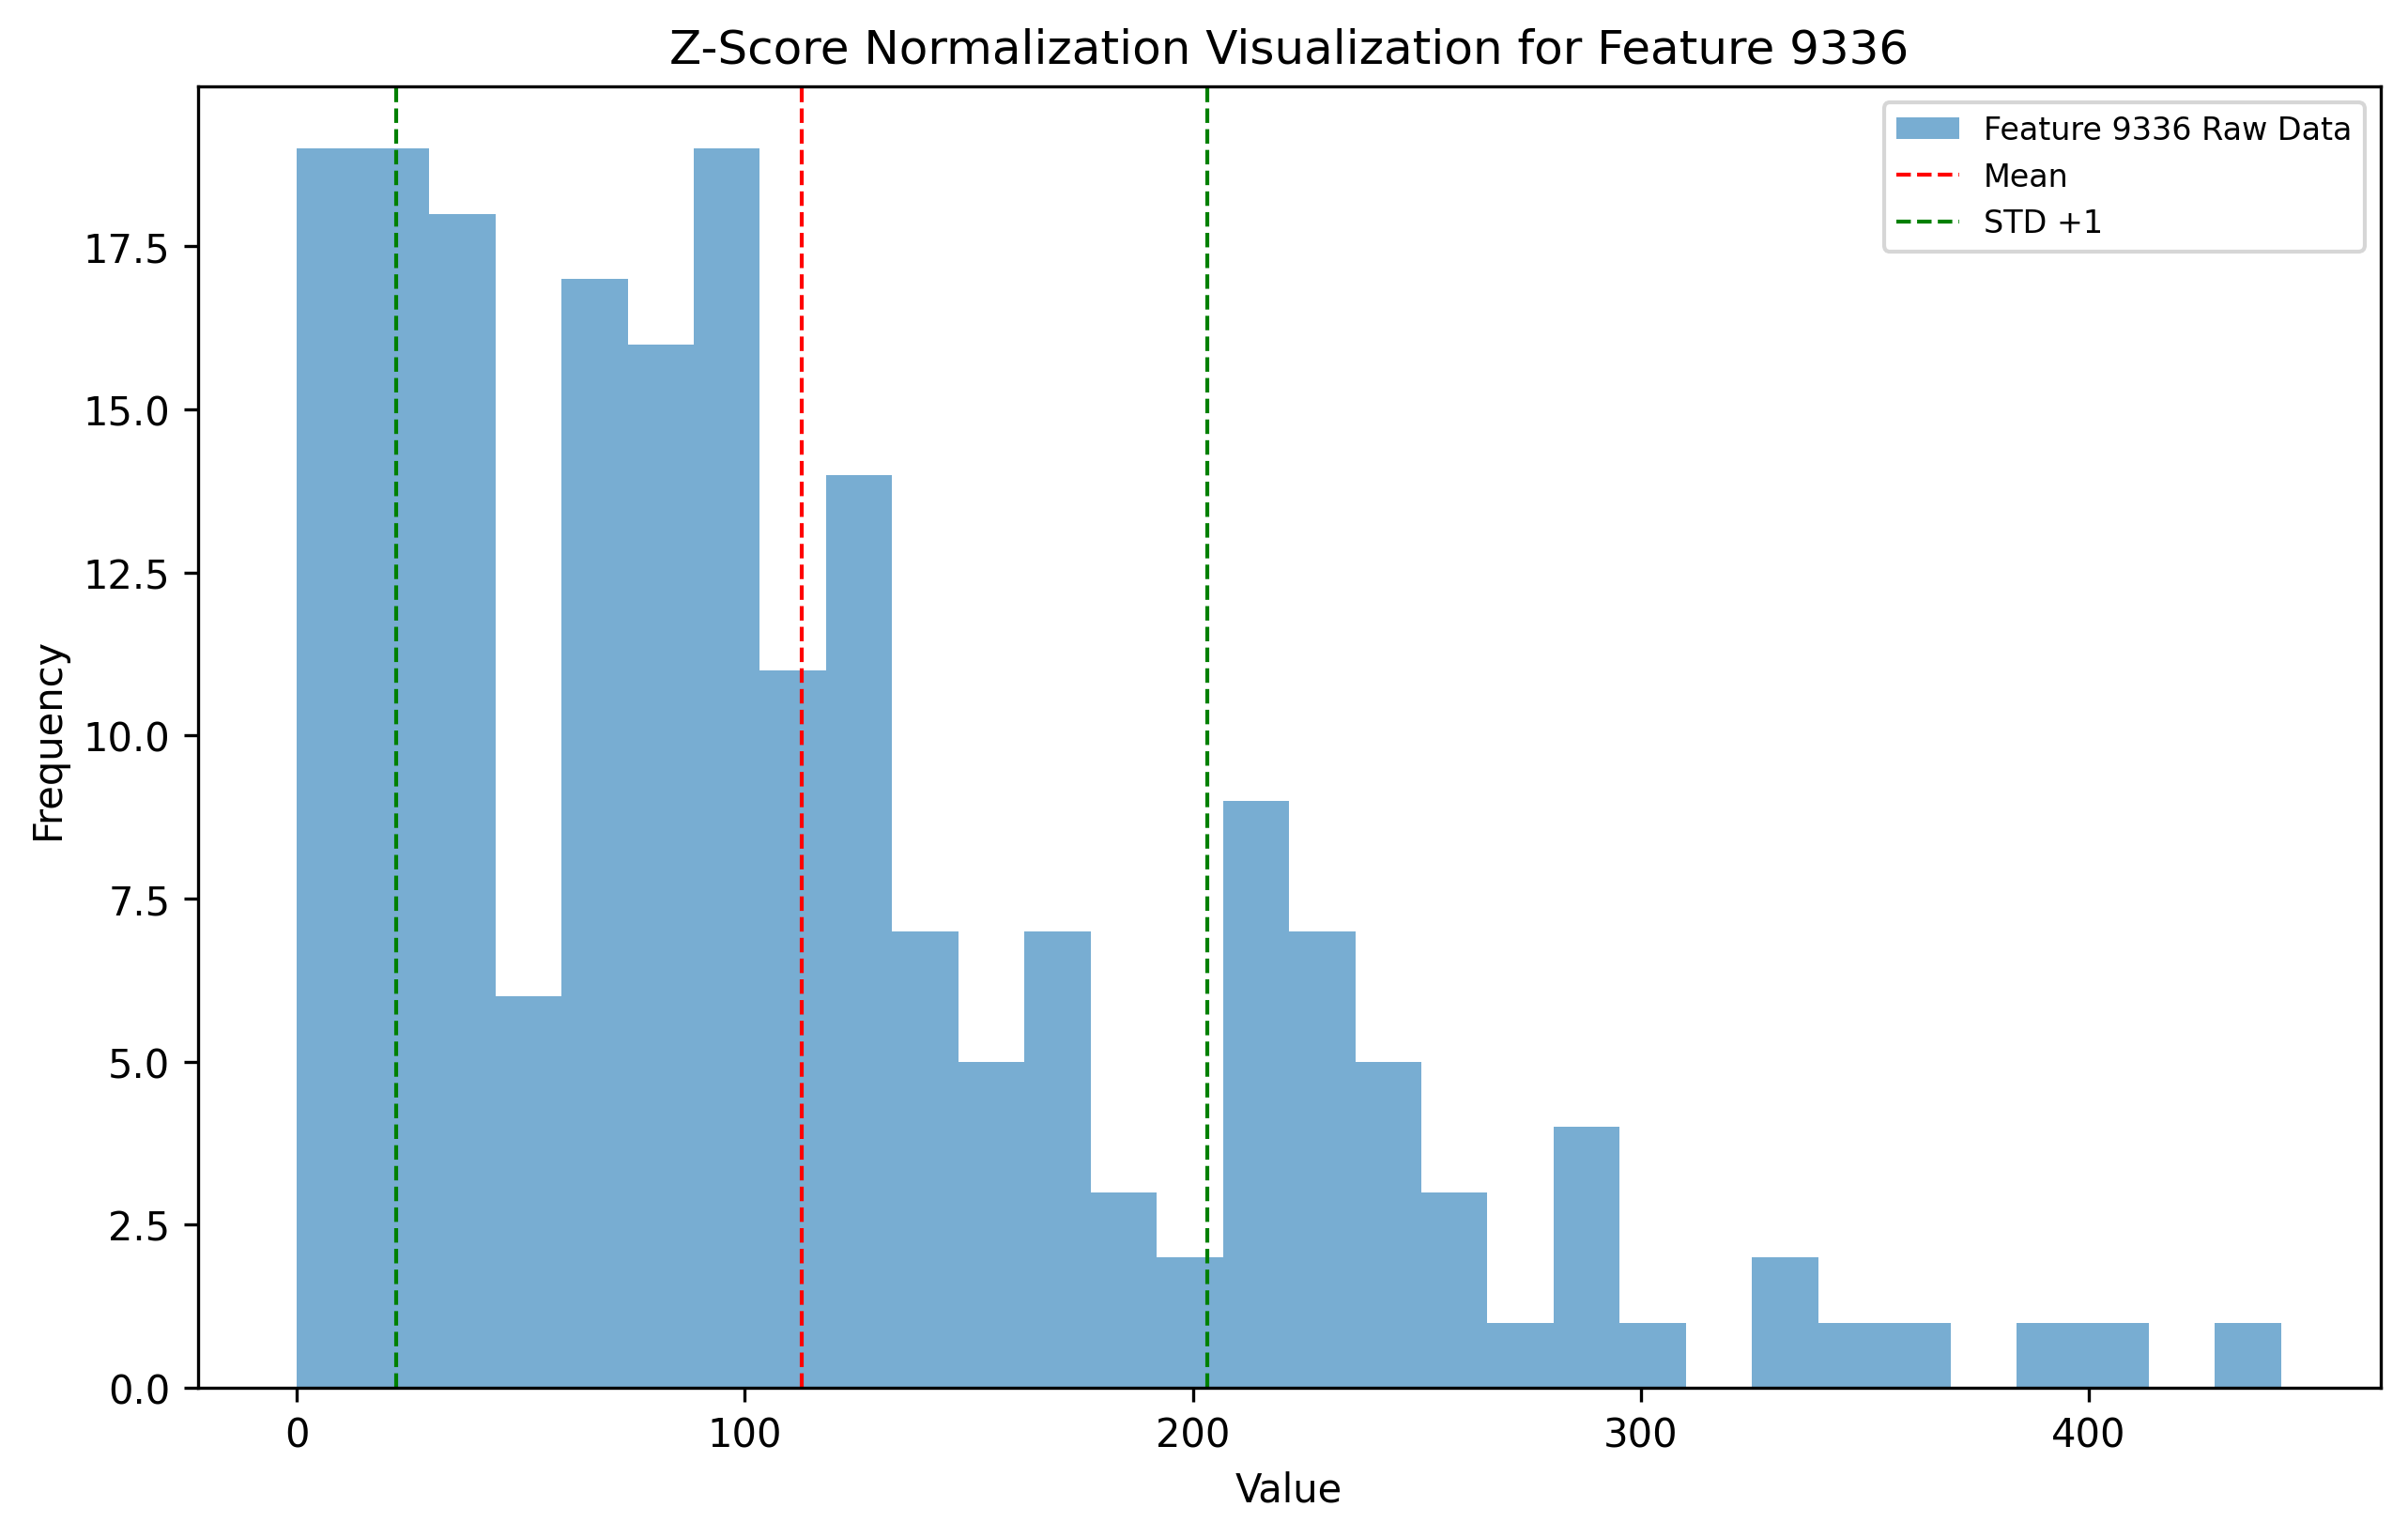 Z-Score Normalization Visualization for Feature 9336
Feature 9336 Raw Data
Mean
STD +1
17.5
15.0
12.5
10.0
7.5
5.0
2.5
0.0
Frequency
0 100 200 300 400
Value